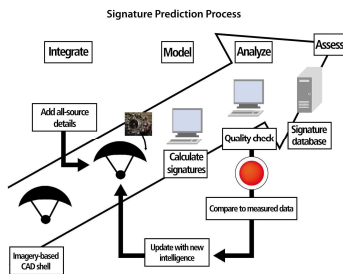 Signature Prediction Process
Integrate
Model
Analyze
Assess
Add all-source
details
Calculate
signatures
Quality check
Signature
database
Compare to measured data
Update with new
intelligence
Imagery-based
CAD shell